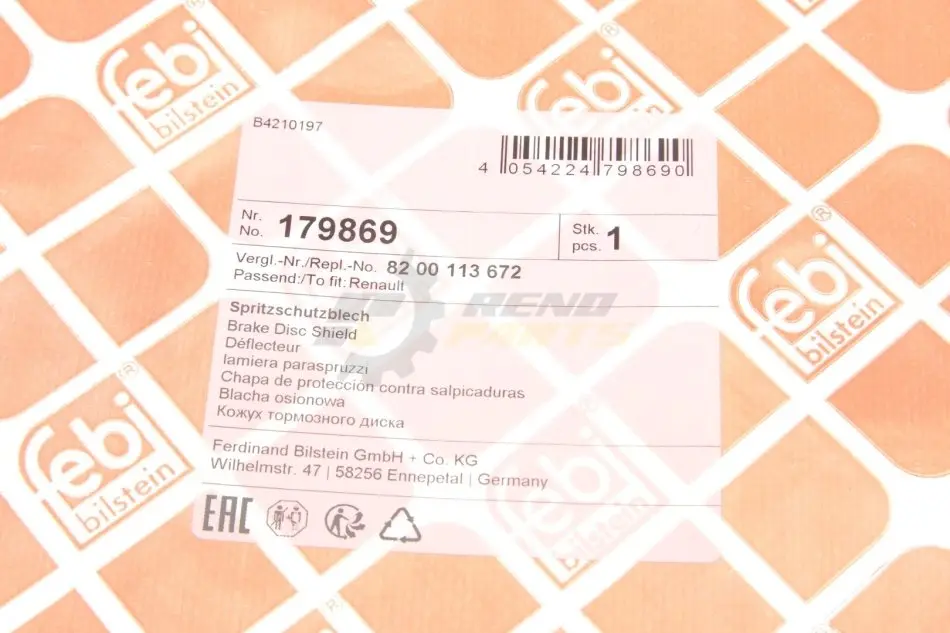 febi
bilstein
®
febi
bilstein
®
B4210197
4 054224 798690
Nr.
No. 179869
Stk.
pcs. 1
Vergl.-Nr./Repl.-No. 82 00 113 672
Passend:/To fit: Renault
REND
PARTS
Spritzschutzblech
Brake Disc Shield
Déflecteur
lamiera paraspruzzi
Chapa de protección contra salpicaduras
Blacha osionowa
Кожух тормозного диска
febi
bilstein
®
Ferdinand Bilstein GmbH + Co. KG
Wilhelmstr. 47 | 58256 Ennepetal | Germany
EAC
febi
bilstein
®
bilstein
®